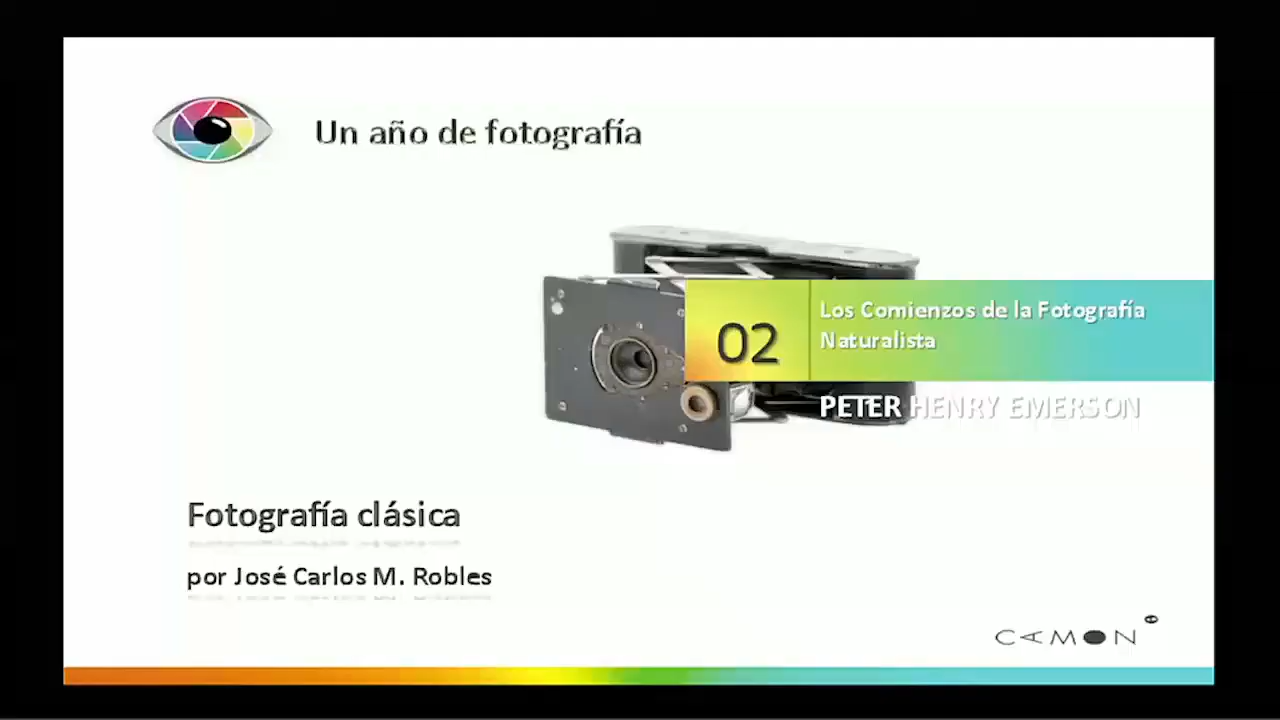 Un año de fotografía
02
Los Comienzos de la Fotografía
Naturalista
PETER HENRY EMERSON
Fotografía clásica
por José Carlos M. Robles
CAMON